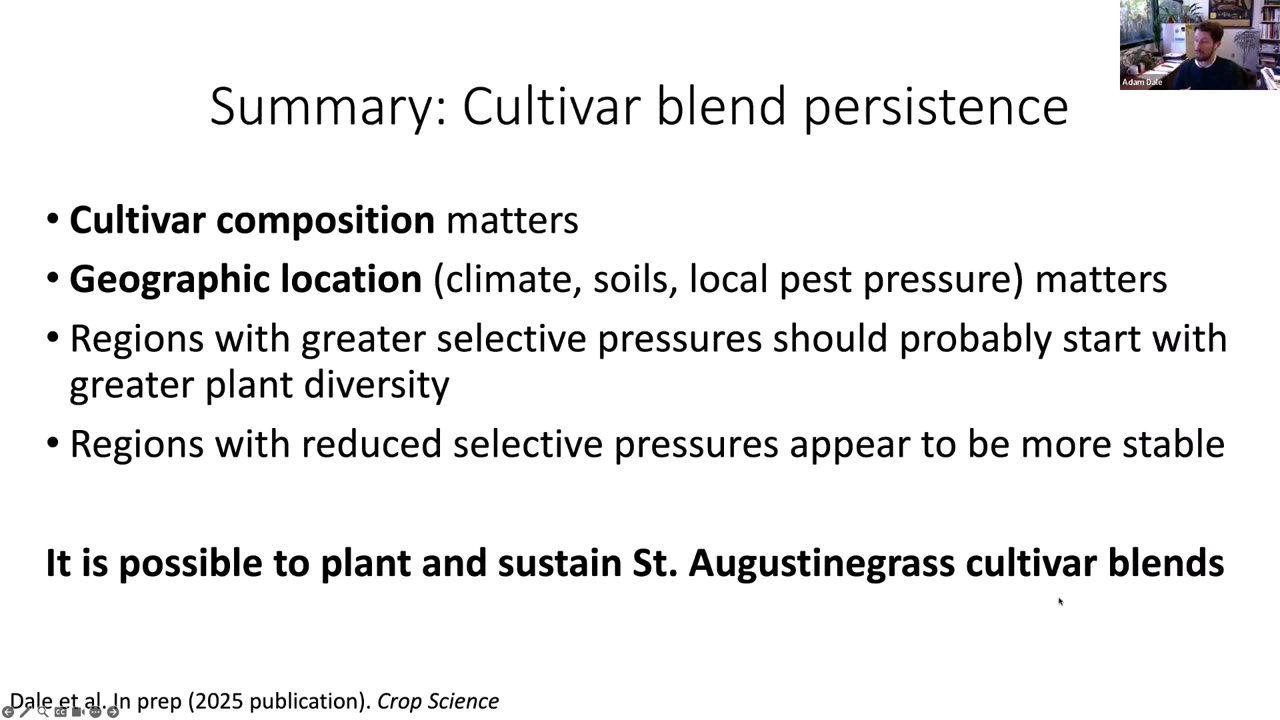 Adam Dale
Summary: Cultivar blend persistence
• Cultivar composition matters
• Geographic location (climate, soils, local pest pressure) matters
• Regions with greater selective pressures should probably start with
greater plant diversity
• Regions with reduced selective pressures appear to be more stable
It is possible to plant and sustain St. Augustinegrass cultivar blends
Dale et al. In prep (2025 publication). Crop Science